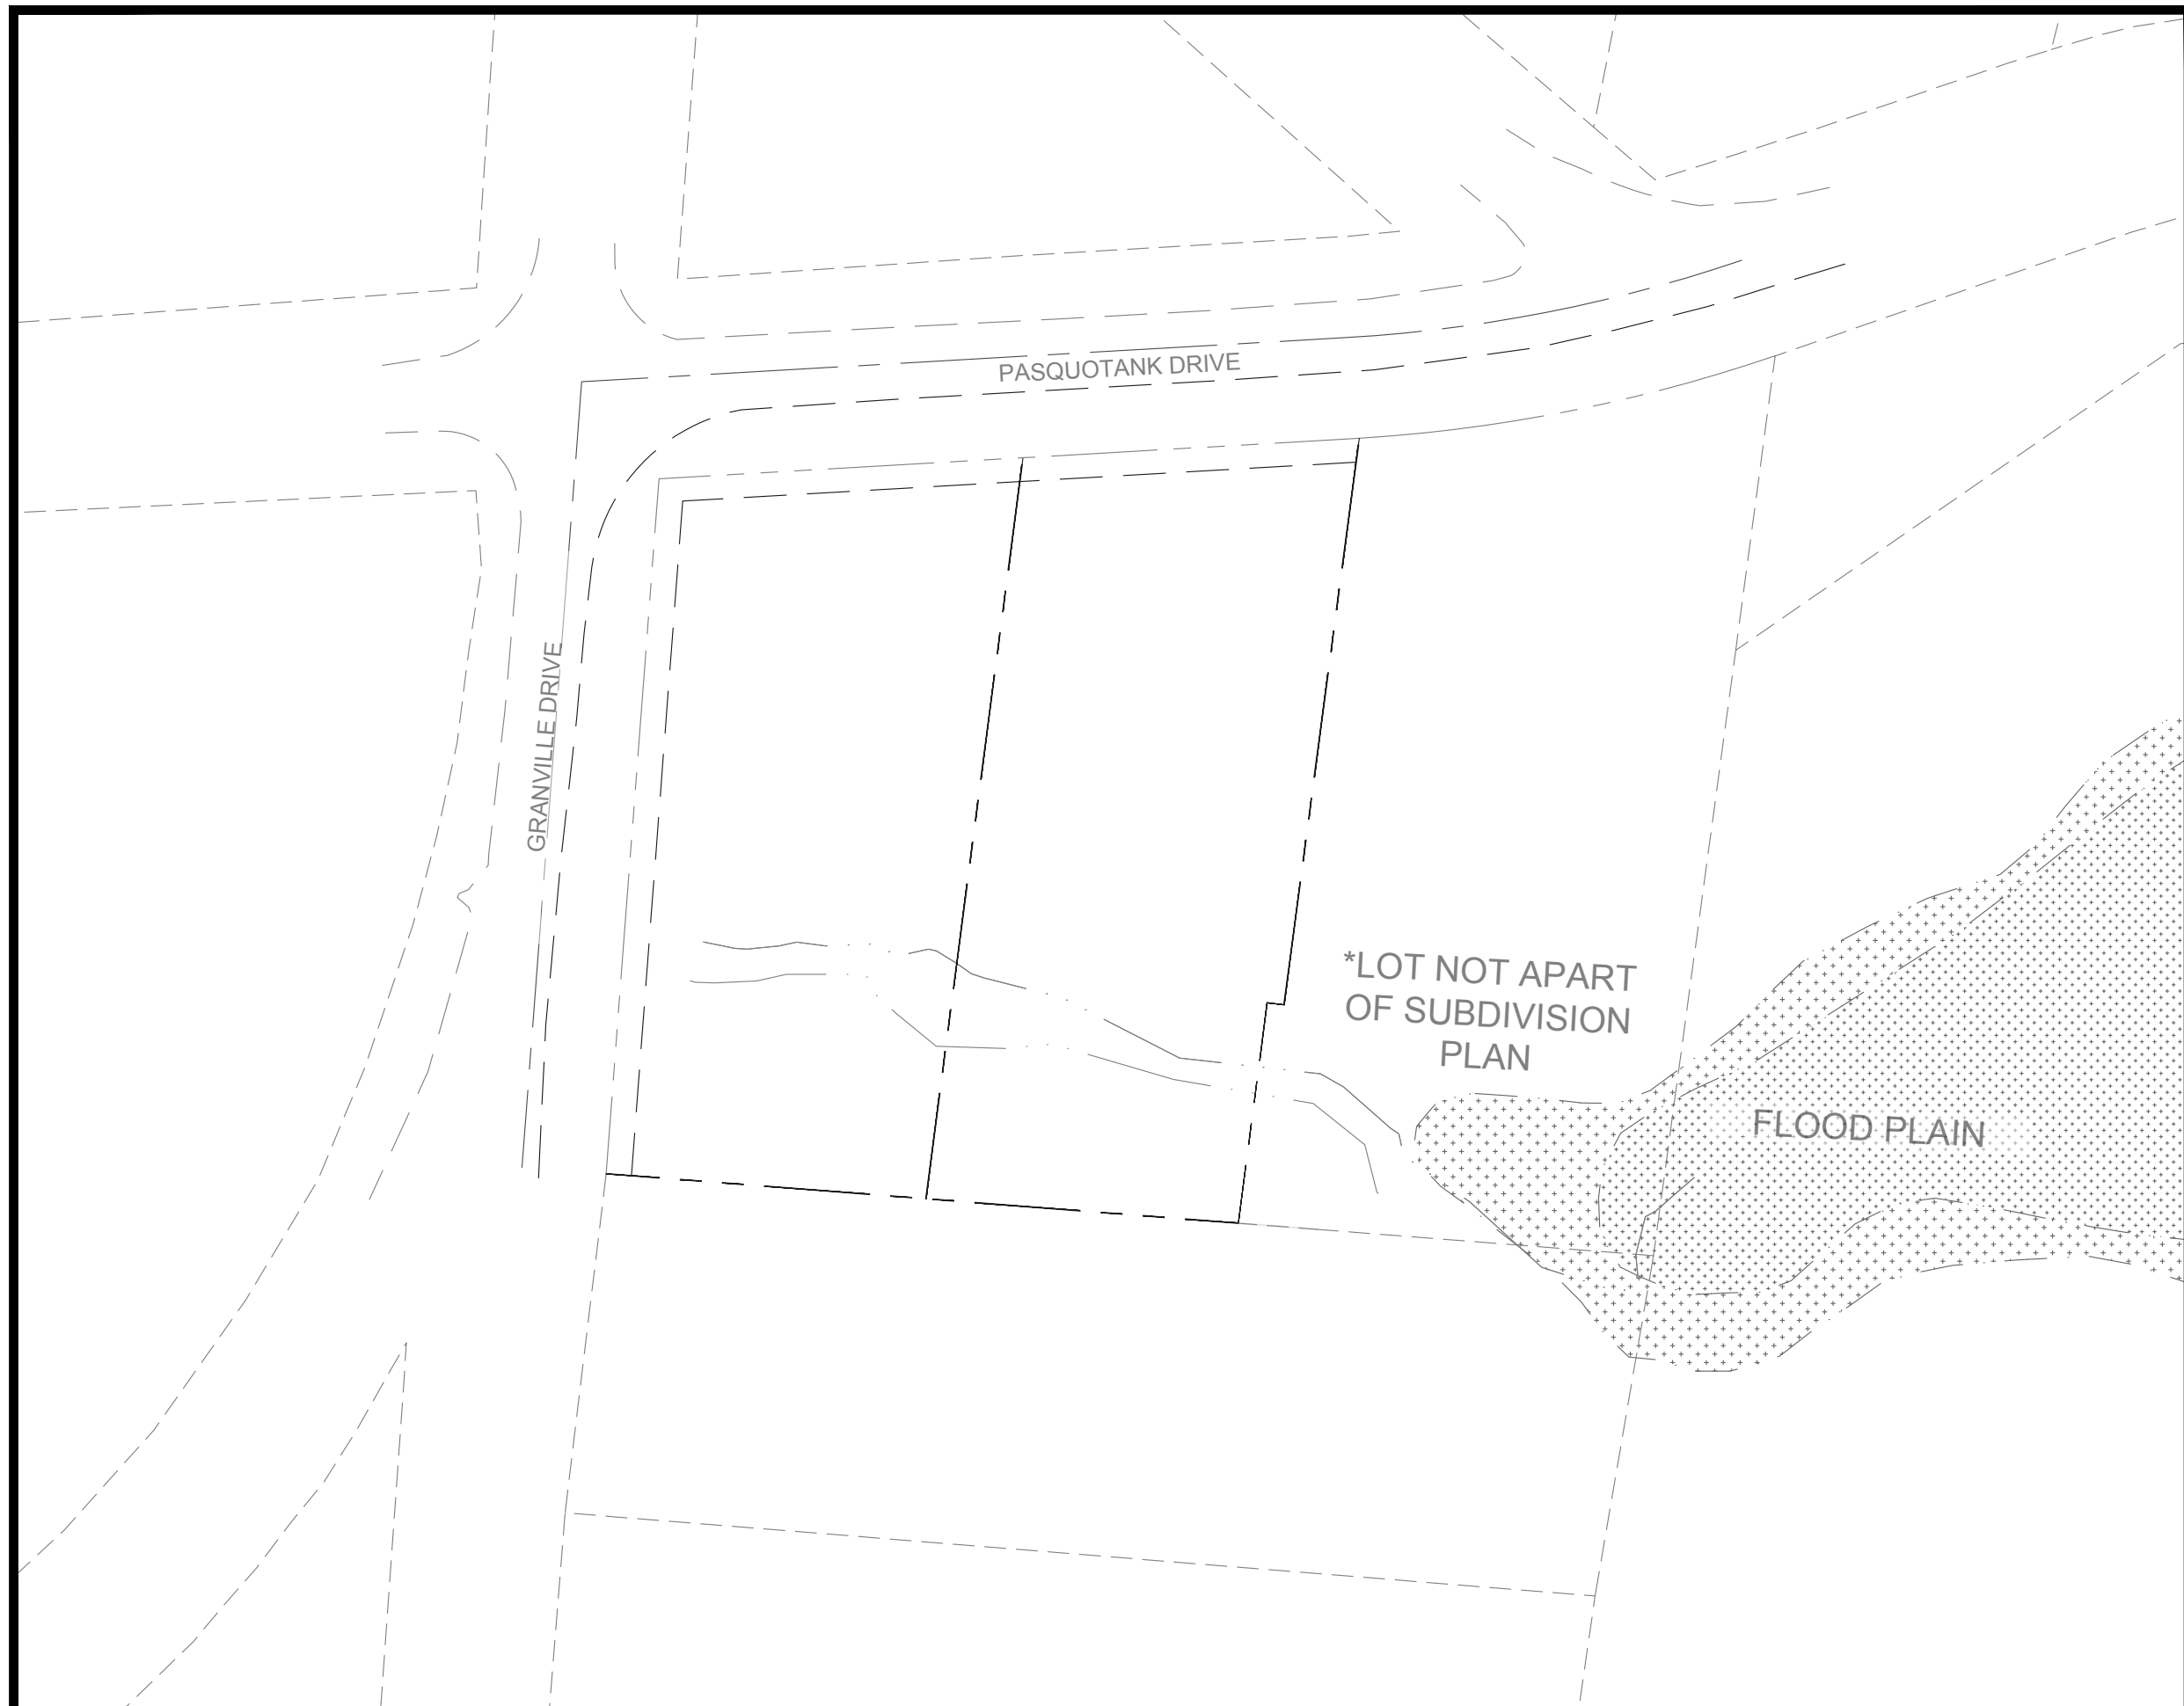 PASQUOTANK DRIVE
GRANVILLE DRIVE
*LOT NOT APART
OF SUBDIVISION
PLAN
FLOOD PLAIN